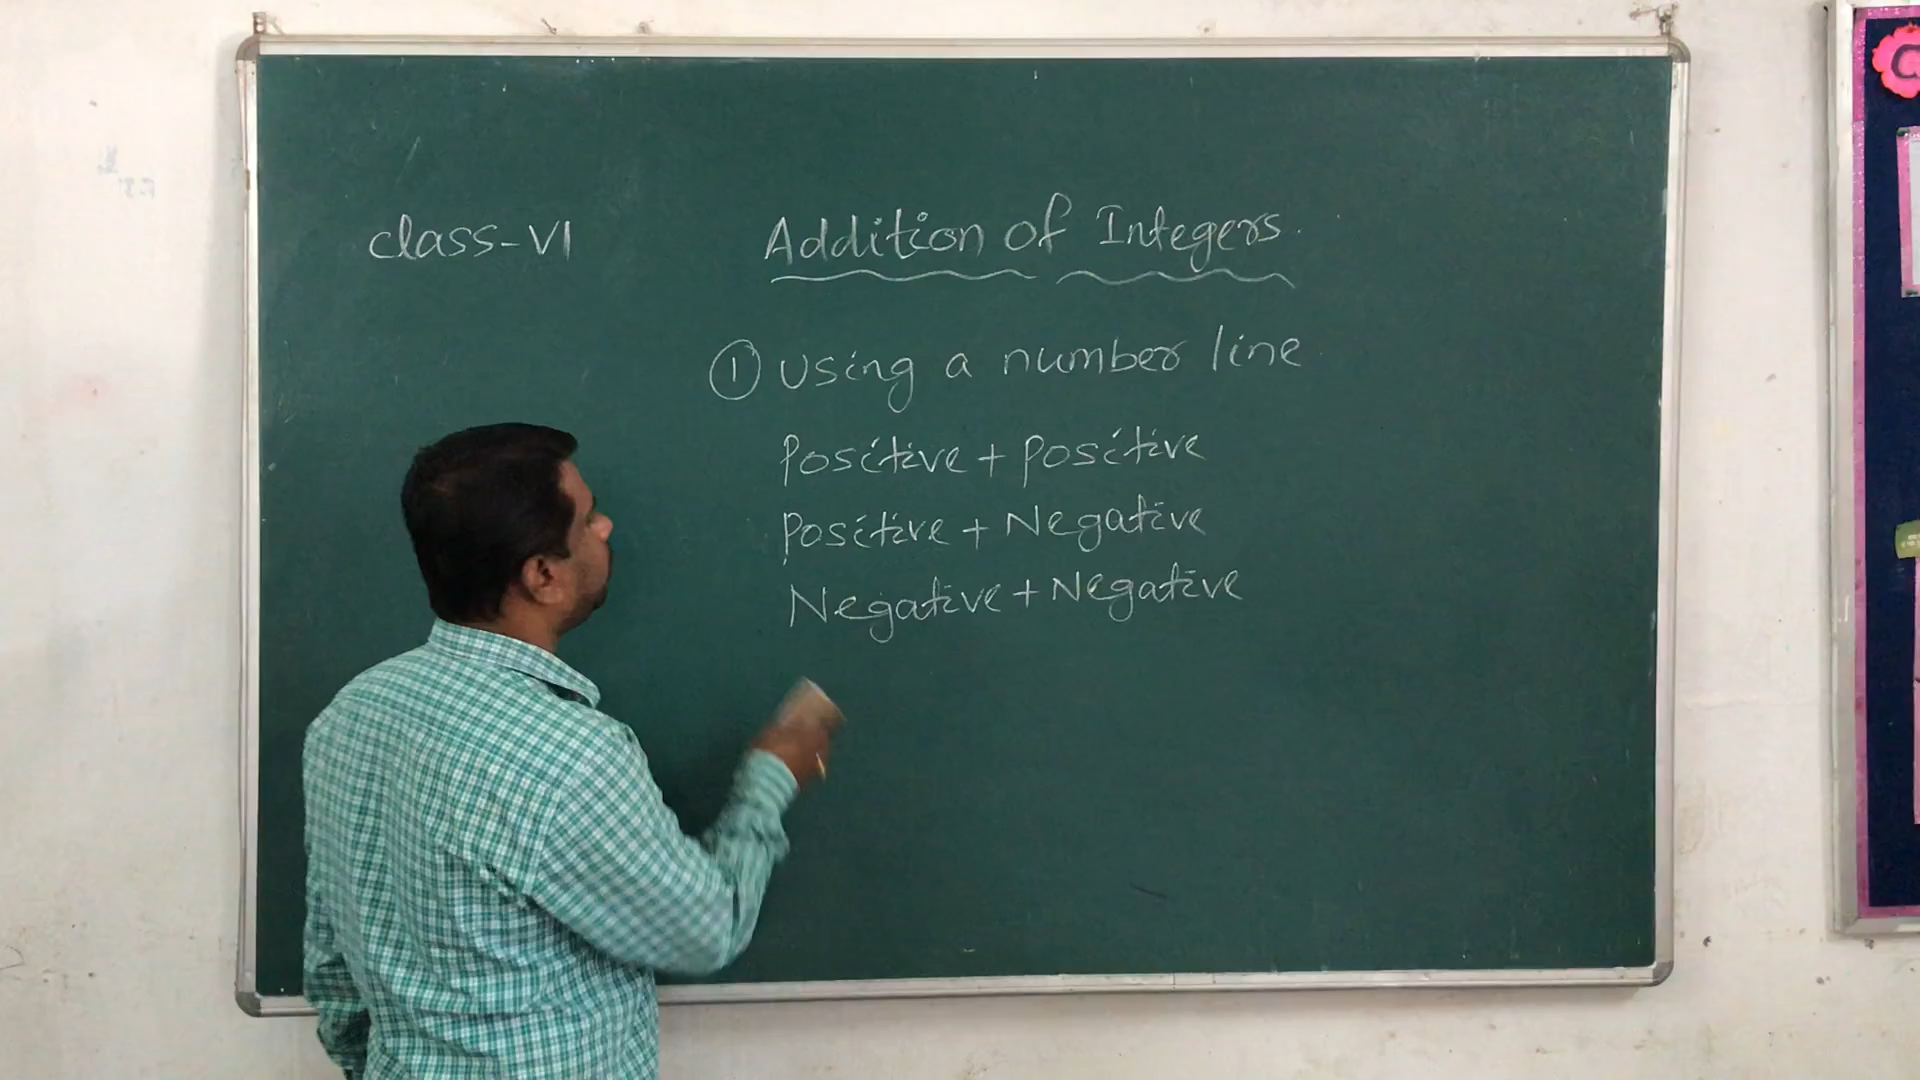 class-VI
Addition of Integers.
① Using a number line
Positive + Positive
Positive + Negative
Negative + Negative